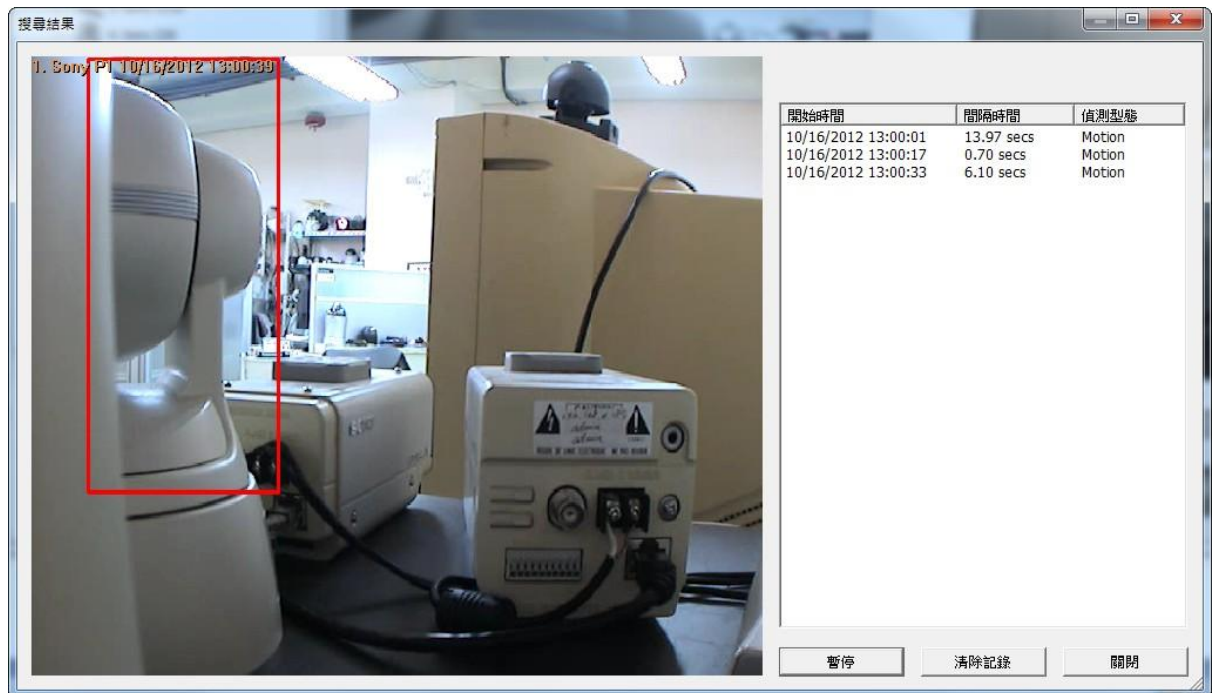 搜尋結果
1. Sony P1 10/16/2012 13:00:39
開始時間 間隔時間 偵測型態
10/16/2012 13:00:01 13.97 secs Motion
10/16/2012 13:00:17 0.70 secs Motion
10/16/2012 13:00:33 6.10 secs Motion
admin
暫停 清除記錄 關閉